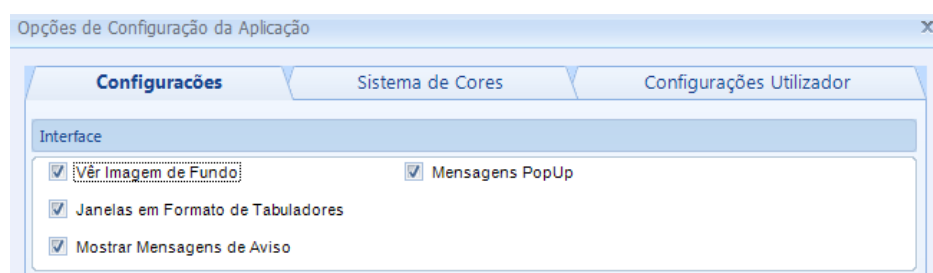 Opções de Configuração da Aplicação x
Configuracões Sistema de Cores Configurações Utilizador
Interface
Vêr Imagem de Fundo Mensagens PopUp
Janelas em Formato de Tabuladores
Mostrar Mensagens de Aviso